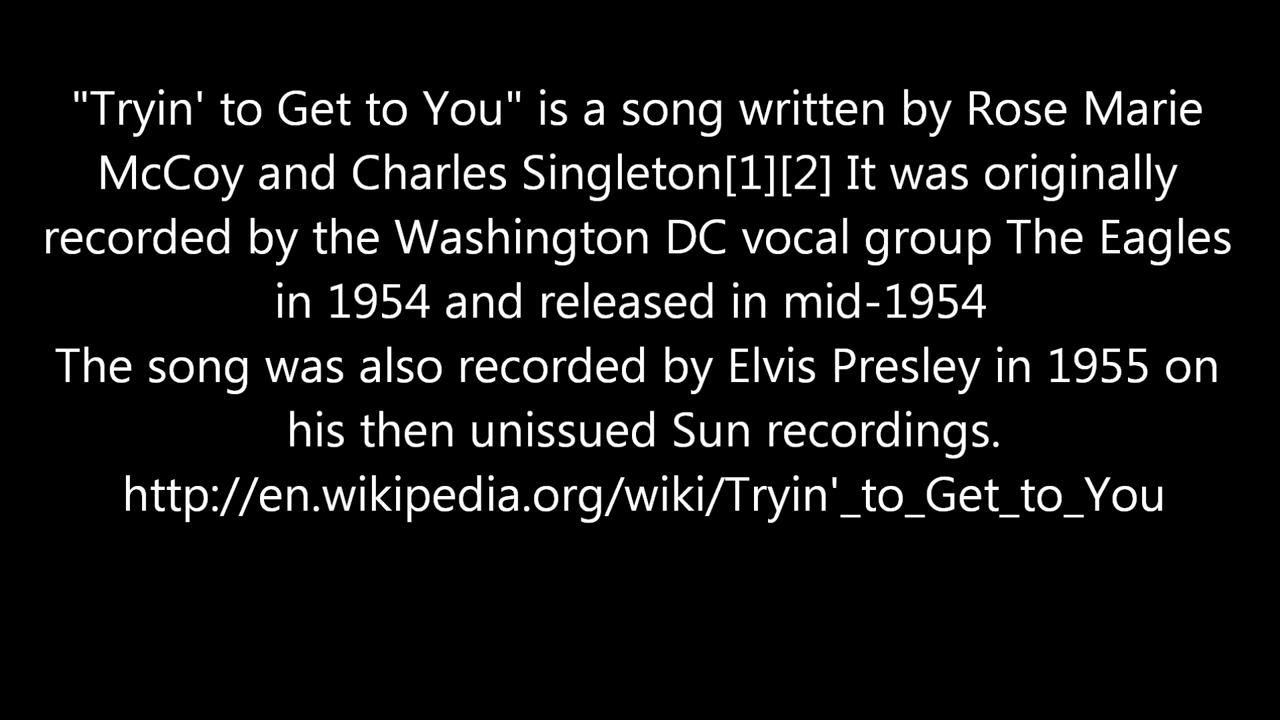 "Tryin' to Get to You" is a song written by Rose Marie
McCoy and Charles Singleton[1][2] It was originally
recorded by the Washington DC vocal group The Eagles
in 1954 and released in mid-1954
The song was also recorded by Elvis Presley in 1955 on
his then unissued Sun recordings.
http://en.wikipedia.org/wiki/Tryin'_to_Get_to_You